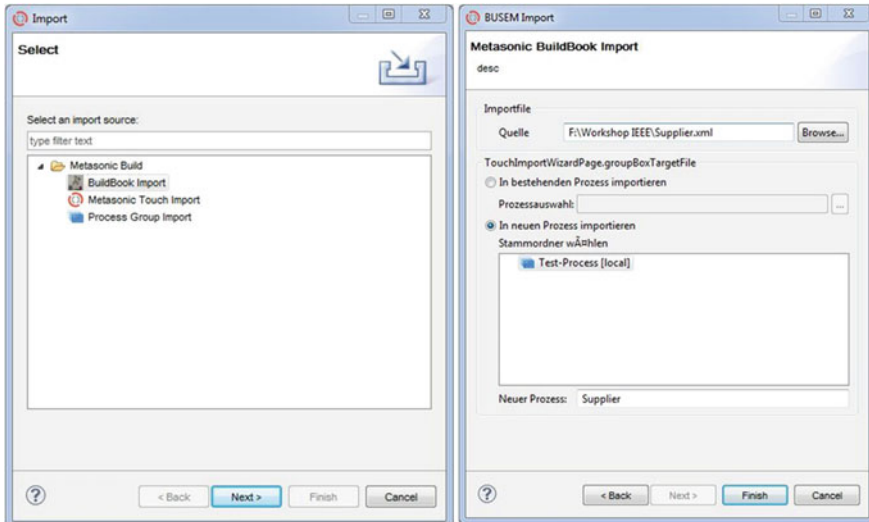 Import
Select
Select an import source:
type filter text
Metasonic Build
BuildBook Import
Metasonic Touch Import
Process Group Import
?
< Back
Next >
Finish
Cancel
BUSEM Import
Metasonic BuildBook Import
desc
Importfile
Quelle
F:\Workshop IEEE\Supplier.xml
Browse...
TouchImportWizardPage.groupBoxTargetFile
In bestehenden Prozess importieren
Prozessauswahl:
...
In neuen Prozess importieren
Stammordner wÃ¤hlen
Test-Process [local]
Neuer Prozess:
Supplier
?
< Back
Next >
Finish
Cancel